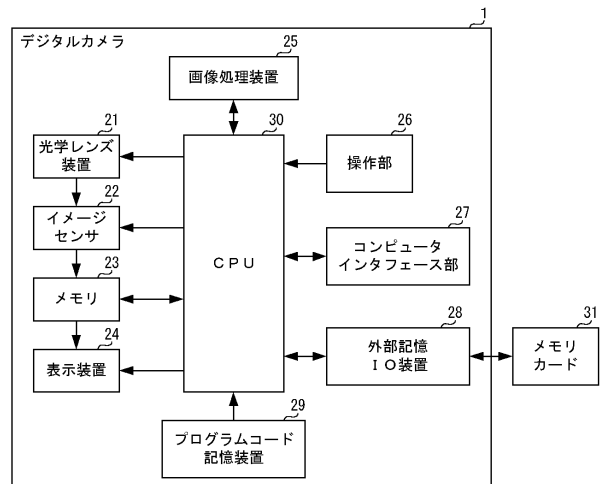 1
デジタルカメラ
25
画像処理装置
21
光学レンズ
装置
30
CPU
26
操作部
22
イメージ
センサ
27
コンピュータ
インタフェース部
23
メモリ
24
表示装置
28
外部記憶
IO装置
31
メモリ
カード
29
プログラムコード
記憶装置